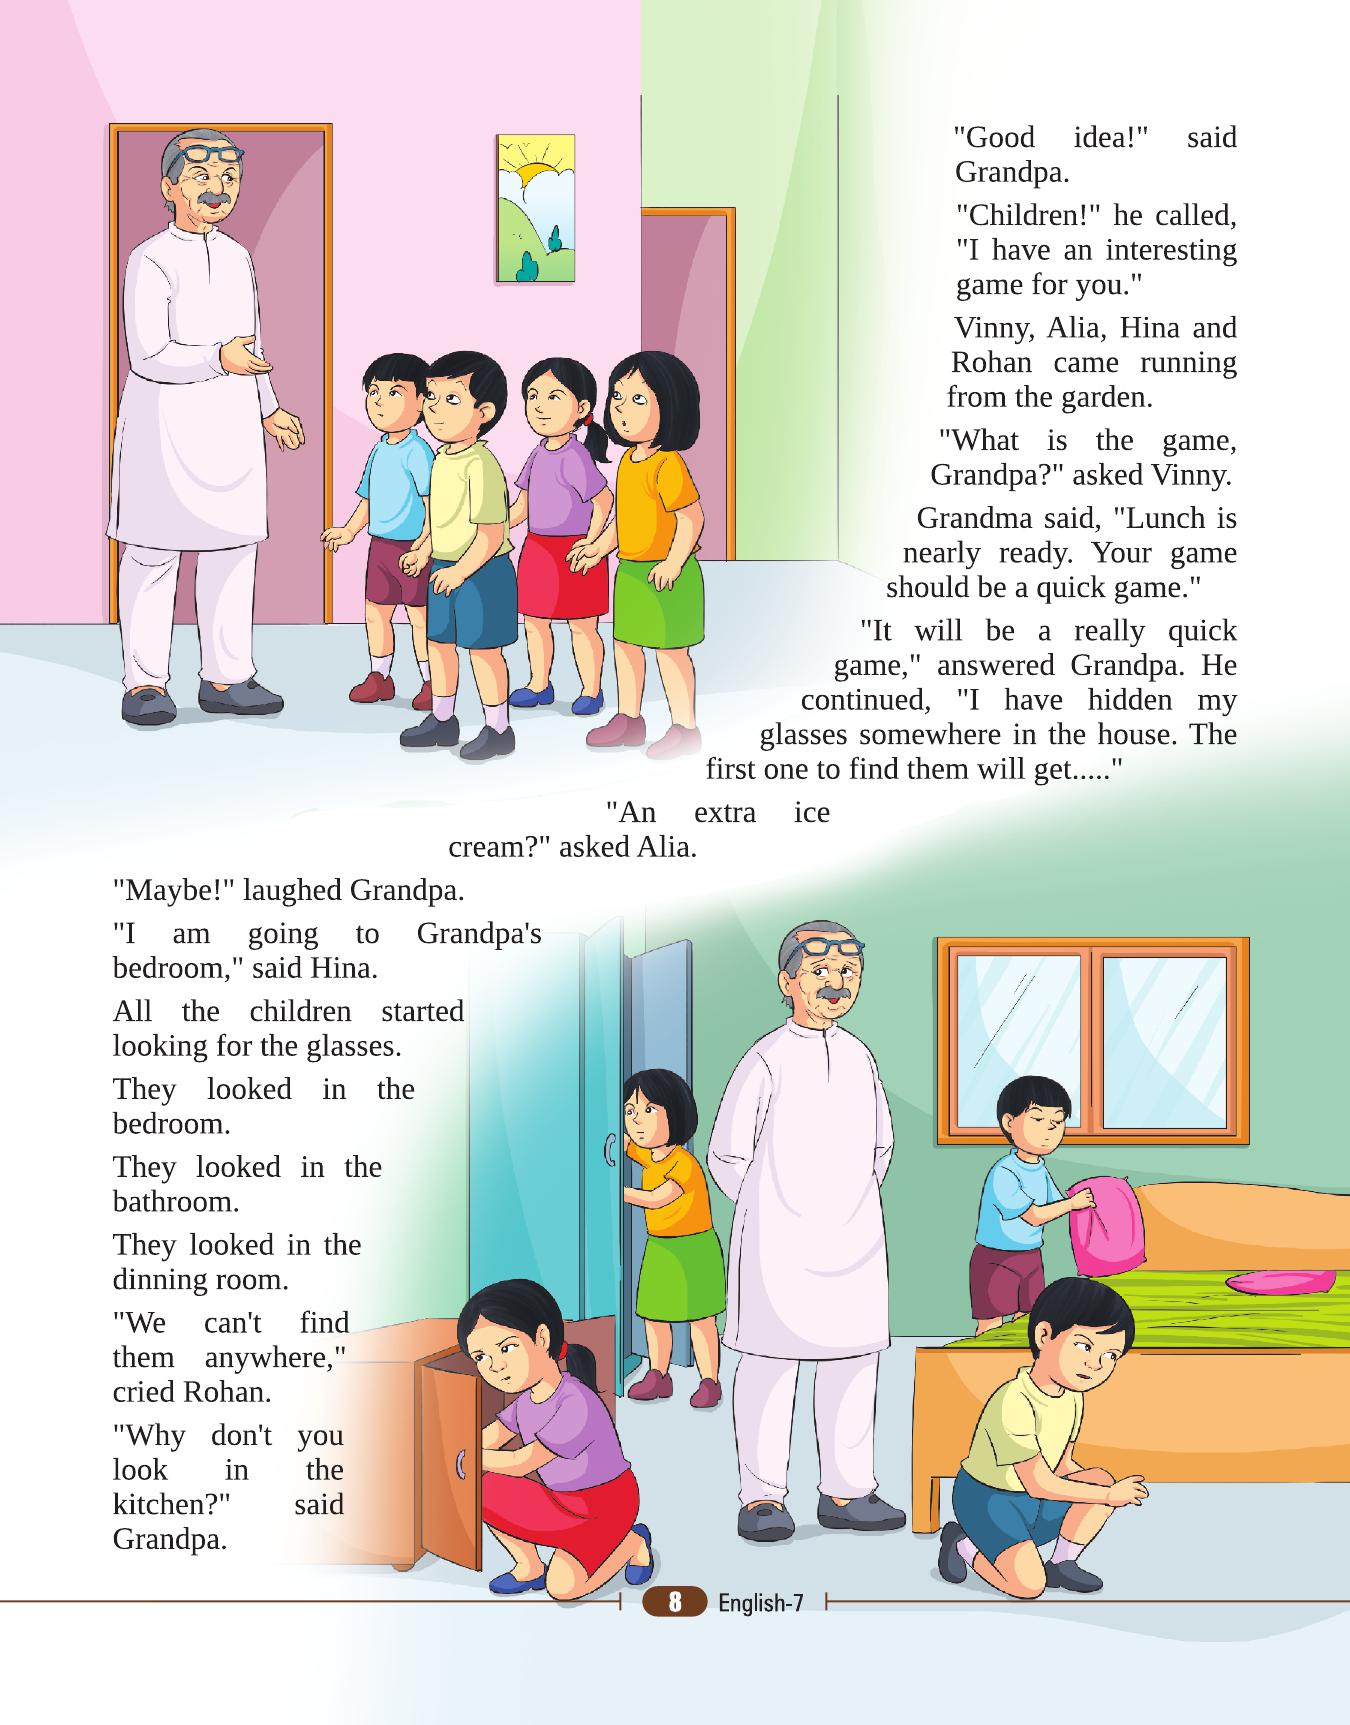 "Good idea!" said
Grandpa.
"Children!" he called,
"I have an interesting
game for you."
Vinny, Alia, Hina and
Rohan came running
from the garden.
"What is the game,
Grandpa?" asked Vinny.
Grandma said, "Lunch is
nearly ready. Your game
should be a quick game."
"It will be a really quick
game," answered Grandpa. He
continued, "I have hidden my
glasses somewhere in the house. The
first one to find them will get....."
"An extra ice
cream?" asked Alia.
"Maybe!" laughed Grandpa.
"I am going to Grandpa's
bedroom," said Hina.
All the children started
looking for the glasses.
They looked in the
bedroom.
They looked in the
bathroom.
They looked in the
dinning room.
"We can't find
them anywhere,"
cried Rohan.
"Why don't you
look in the
kitchen?" said
Grandpa.
8 English-7